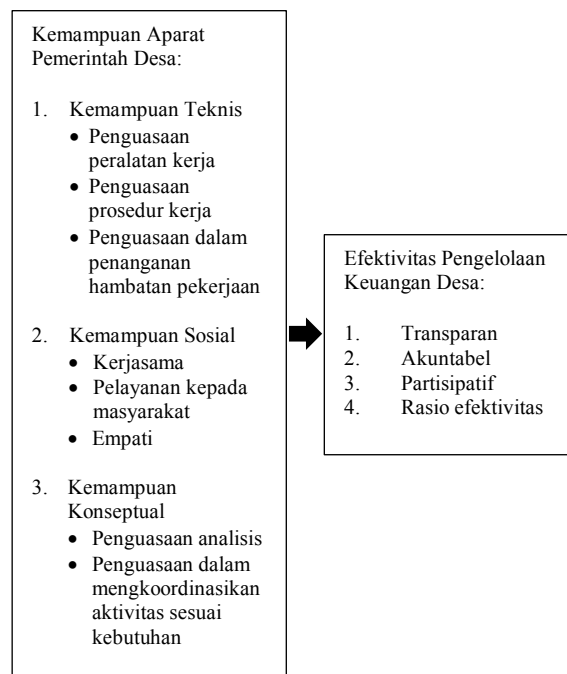 Kemampuan Aparat
Pemerintah Desa:
1. Kemampuan Teknis
• Penguasaan
peralatan kerja
• Penguasaan
prosedur kerja
• Penguasaan dalam
penanganan
hambatan pekerjaan
2. Kemampuan Sosial
• Kerjasama
• Pelayanan kepada
masyarakat
• Empati
3. Kemampuan
Konseptual
• Penguasaan analisis
• Penguasaan dalam
mengkoordinasikan
aktivitas sesuai
kebutuhan
Efektivitas Pengelolaan
Keuangan Desa:
1. Transparan
2. Akuntabel
3. Partisipatif
4. Rasio efektivitas